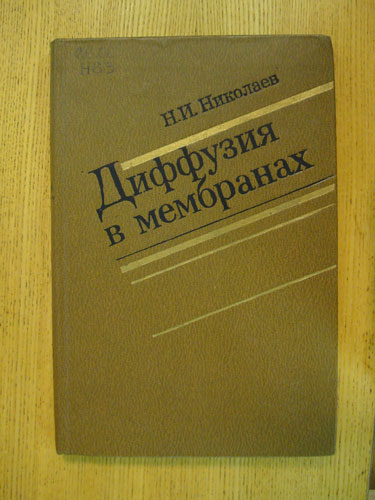 Н.И. Николаев
Диффузия
в мембранах